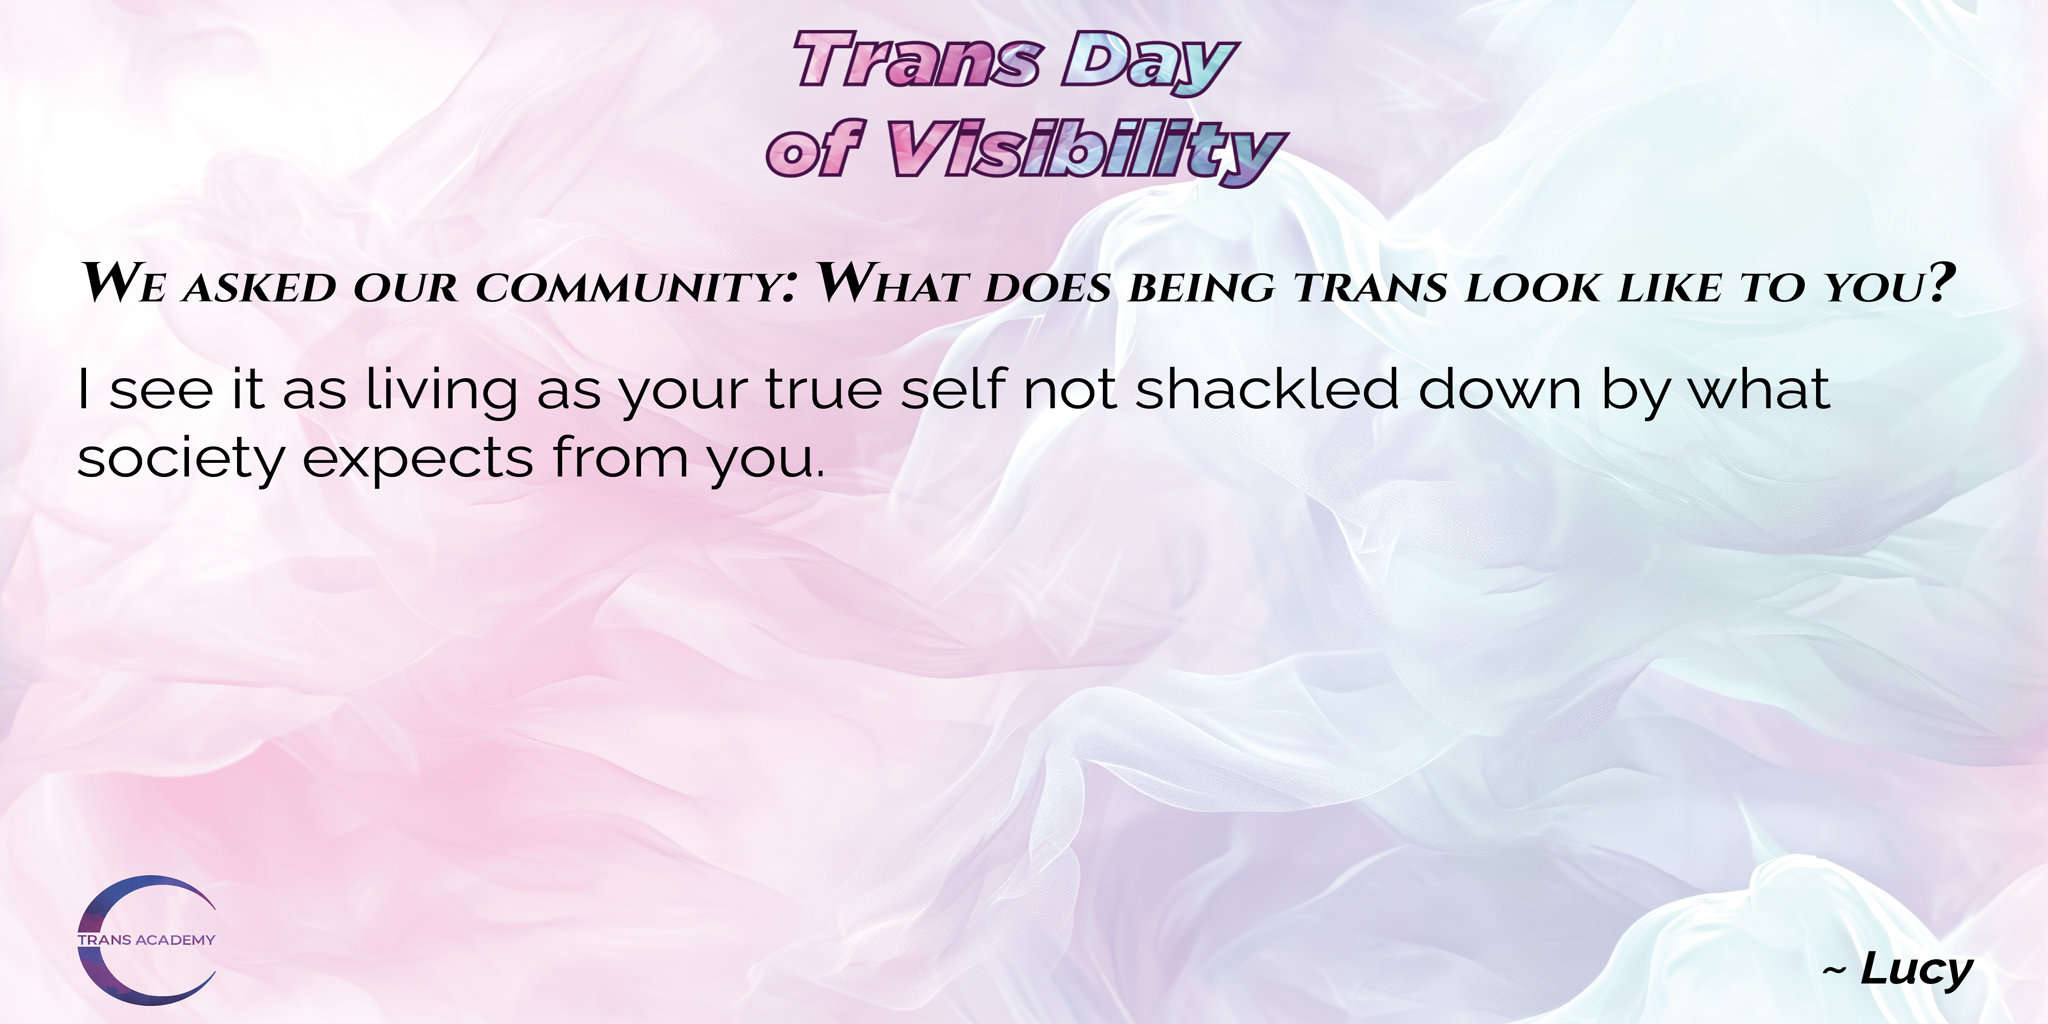 Trans Day
of Visibility
We asked our community: What does being trans look like to you?
I see it as living as your true self not shackled down by what
society expects from you.
TRANS ACADEMY
~ Lucy